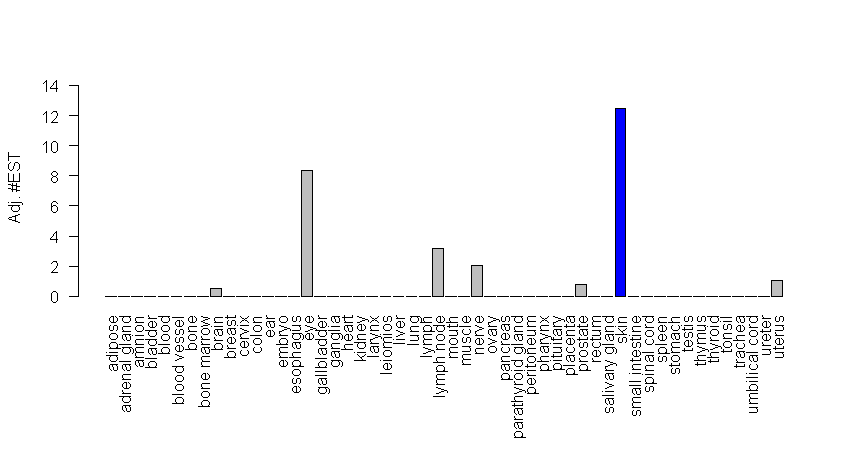 14
12
10
8
6
4
2
0
Adj. #EST
adipose
adrenal gland
amnion
bladder
blood
blood vessel
bone
bone marrow
brain
breast
cervix
colon
ear
embryo
esophagus
eye
gallbladder
ganglia
heart
kidney
larynx
leiomios
liver
lung
lymph
lymph node
mouth
muscle
nerve
ovary
pancreas
parathyroid gland
peritoneum
pharynx
pituitary
placenta
prostate
rectum
salivary gland
skin
small intestine
spinal cord
spleen
stomach
testis
thymus
thyroid
tonsil
trachea
umbilical cord
ureter
uterus